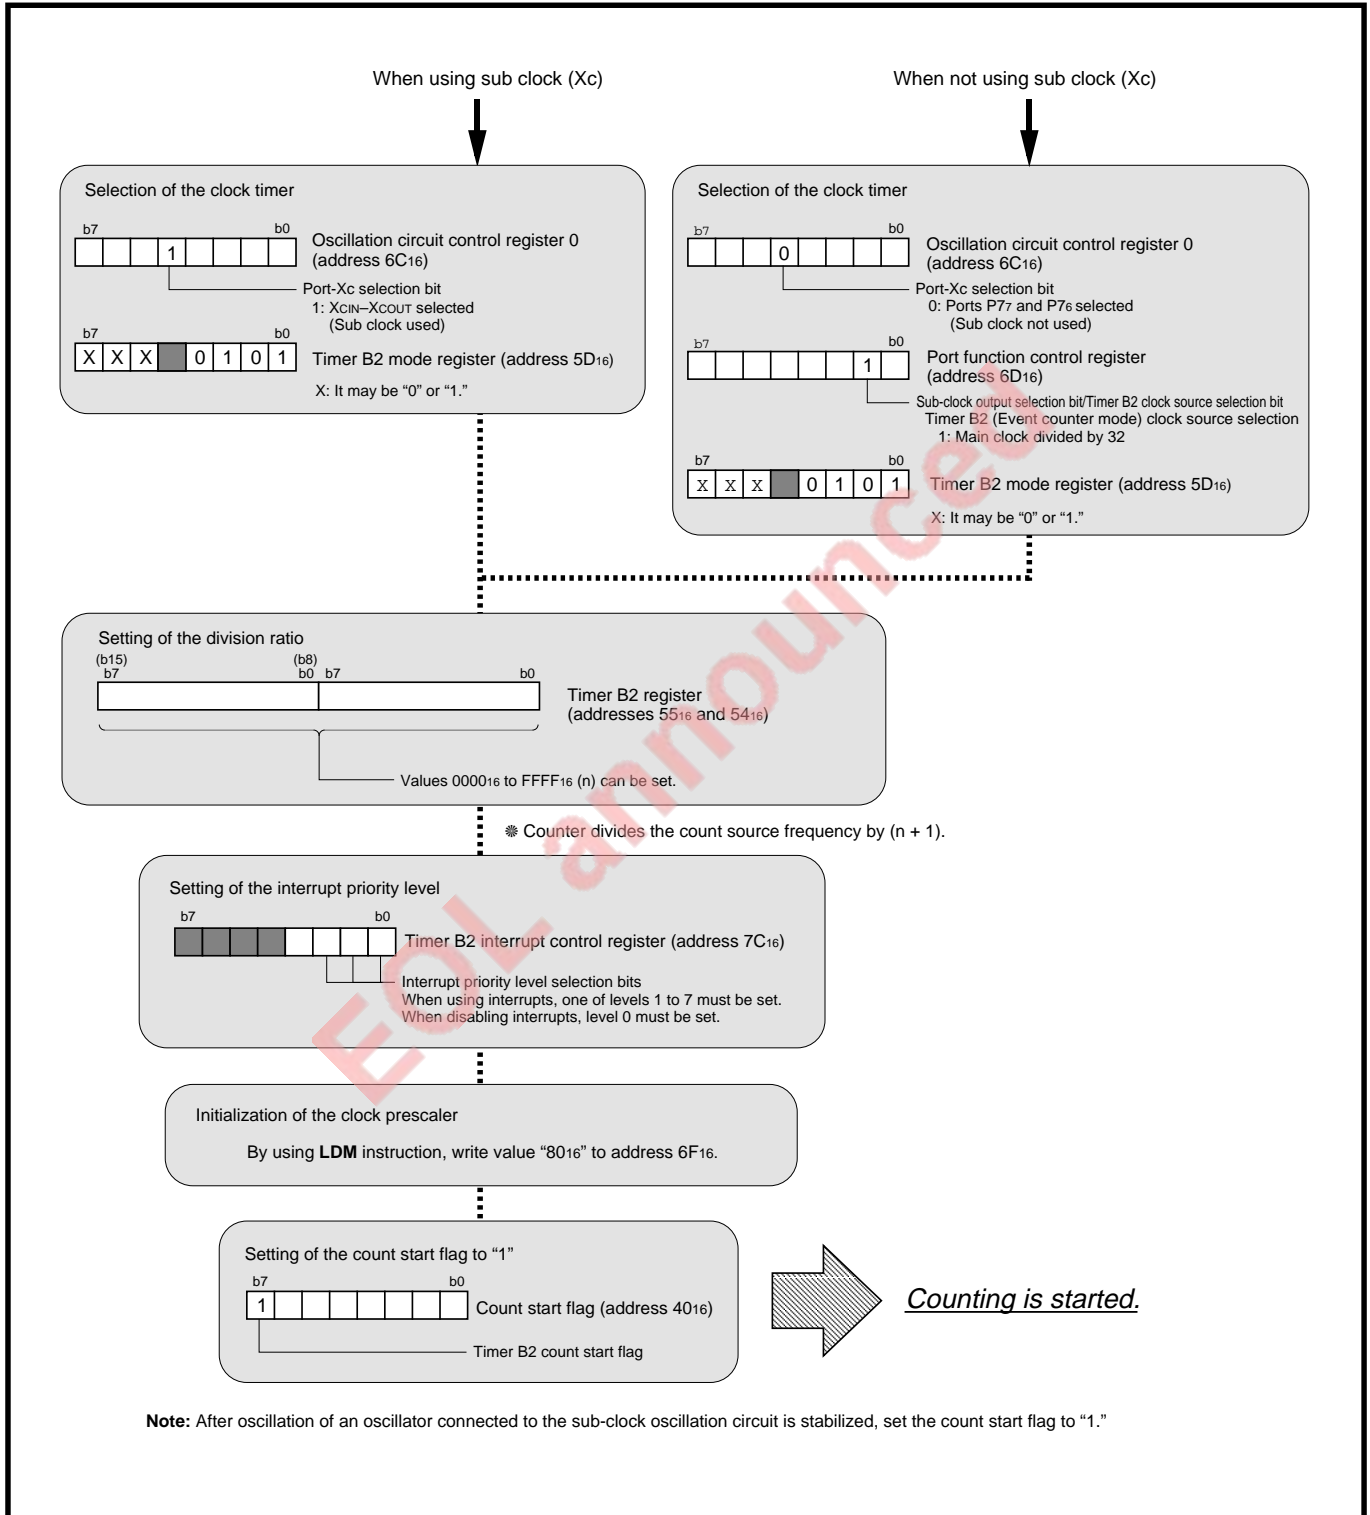 When using sub clock (Xc)
When not using sub clock (Xc)
Selection of the clock timer
b7 b0
1
Oscillation circuit control register 0
(address 6C16)
Port-Xc selection bit
1: XCIN–XCOUT selected
(Sub clock used)
b7 b0
X X X 0 1 0 1
Timer B2 mode register (address 5D16)
X: It may be “0” or “1.”
Selection of the clock timer
b7 b0
0
Oscillation circuit control register 0
(address 6C16)
Port-Xc selection bit
0: Ports P77 and P76 selected
(Sub clock not used)
b7 b0
1
Port function control register
(address 6D16)
Sub-clock output selection bit/Timer B2 clock source selection bit
Timer B2 (Event counter mode) clock source selection
1: Main clock divided by 32
b7 b0
X X X 0 1 0 1
Timer B2 mode register (address 5D16)
X: It may be “0” or “1.”
Setting of the division ratio
(b15) (b8)
b7 b0 b7 b0
Timer B2 register
(addresses 5516 and 5416)
Values 000016 to FFFF16 (n) can be set.
※ Counter divides the count source frequency by (n + 1).
Setting of the interrupt priority level
b7 b0
Timer B2 interrupt control register (address 7C16)
Interrupt priority level selection bits
When using interrupts, one of levels 1 to 7 must be set.
When disabling interrupts, level 0 must be set.
Initialization of the clock prescaler
By using LDM instruction, write value “8016” to address 6F16.
Setting of the count start flag to “1”
b7 b0
1
Count start flag (address 4016)
Timer B2 count start flag
Counting is started.
Note: After oscillation of an oscillator connected to the sub-clock oscillation circuit is stabilized, set the count start flag to “1.”
EOL announced